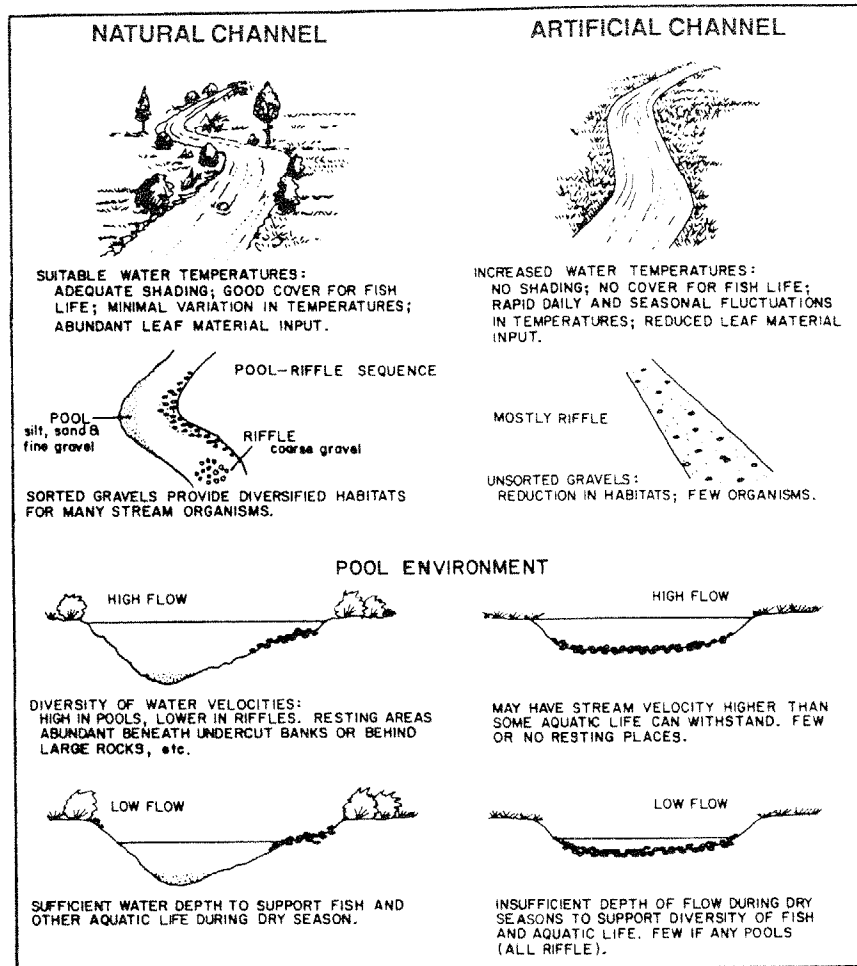 NATURAL CHANNEL
SUITABLE WATER TEMPERATURES:
ADEQUATE SHADING; GOOD COVER FOR FISH
LIFE; MINIMAL VARIATION IN TEMPERATURES;
ABUNDANT LEAF MATERIAL INPUT.
ARTIFICIAL CHANNEL
INCREASED WATER TEMPERATURES:
NO SHADING; NO COVER FOR FISH LIFE;
RAPID DAILY AND SEASONAL FLUCTUATIONS
IN TEMPERATURES; REDUCED LEAF MATERIAL
INPUT.
POOL-RIFFLE SEQUENCE
POOL
silt, sand &
fine gravel
RIFFLE
coarse gravel
SORTED GRAVELS PROVIDE DIVERSIFIED HABITATS
FOR MANY STREAM ORGANISMS.
MOSTLY RIFFLE
UNSORTED GRAVELS:
REDUCTION IN HABITATS; FEW ORGANISMS.
POOL ENVIRONMENT
HIGH FLOW
DIVERSITY OF WATER VELOCITIES:
HIGH IN POOLS, LOWER IN RIFFLES. RESTING AREAS
ABUNDANT BENEATH UNDERCUT BANKS OR BEHIND
LARGE ROCKS, etc.
HIGH FLOW
MAY HAVE STREAM VELOCITY HIGHER THAN
SOME AQUATIC LIFE CAN WITHSTAND. FEW
OR NO RESTING PLACES.
LOW FLOW
SUFFICIENT WATER DEPTH TO SUPPORT FISH AND
OTHER AQUATIC LIFE DURING DRY SEASON.
LOW FLOW
INSUFFICIENT DEPTH OF FLOW DURING DRY
SEASONS TO SUPPORT DIVERSITY OF FISH
AND AQUATIC LIFE. FEW IF ANY POOLS
(ALL RIFFLE).